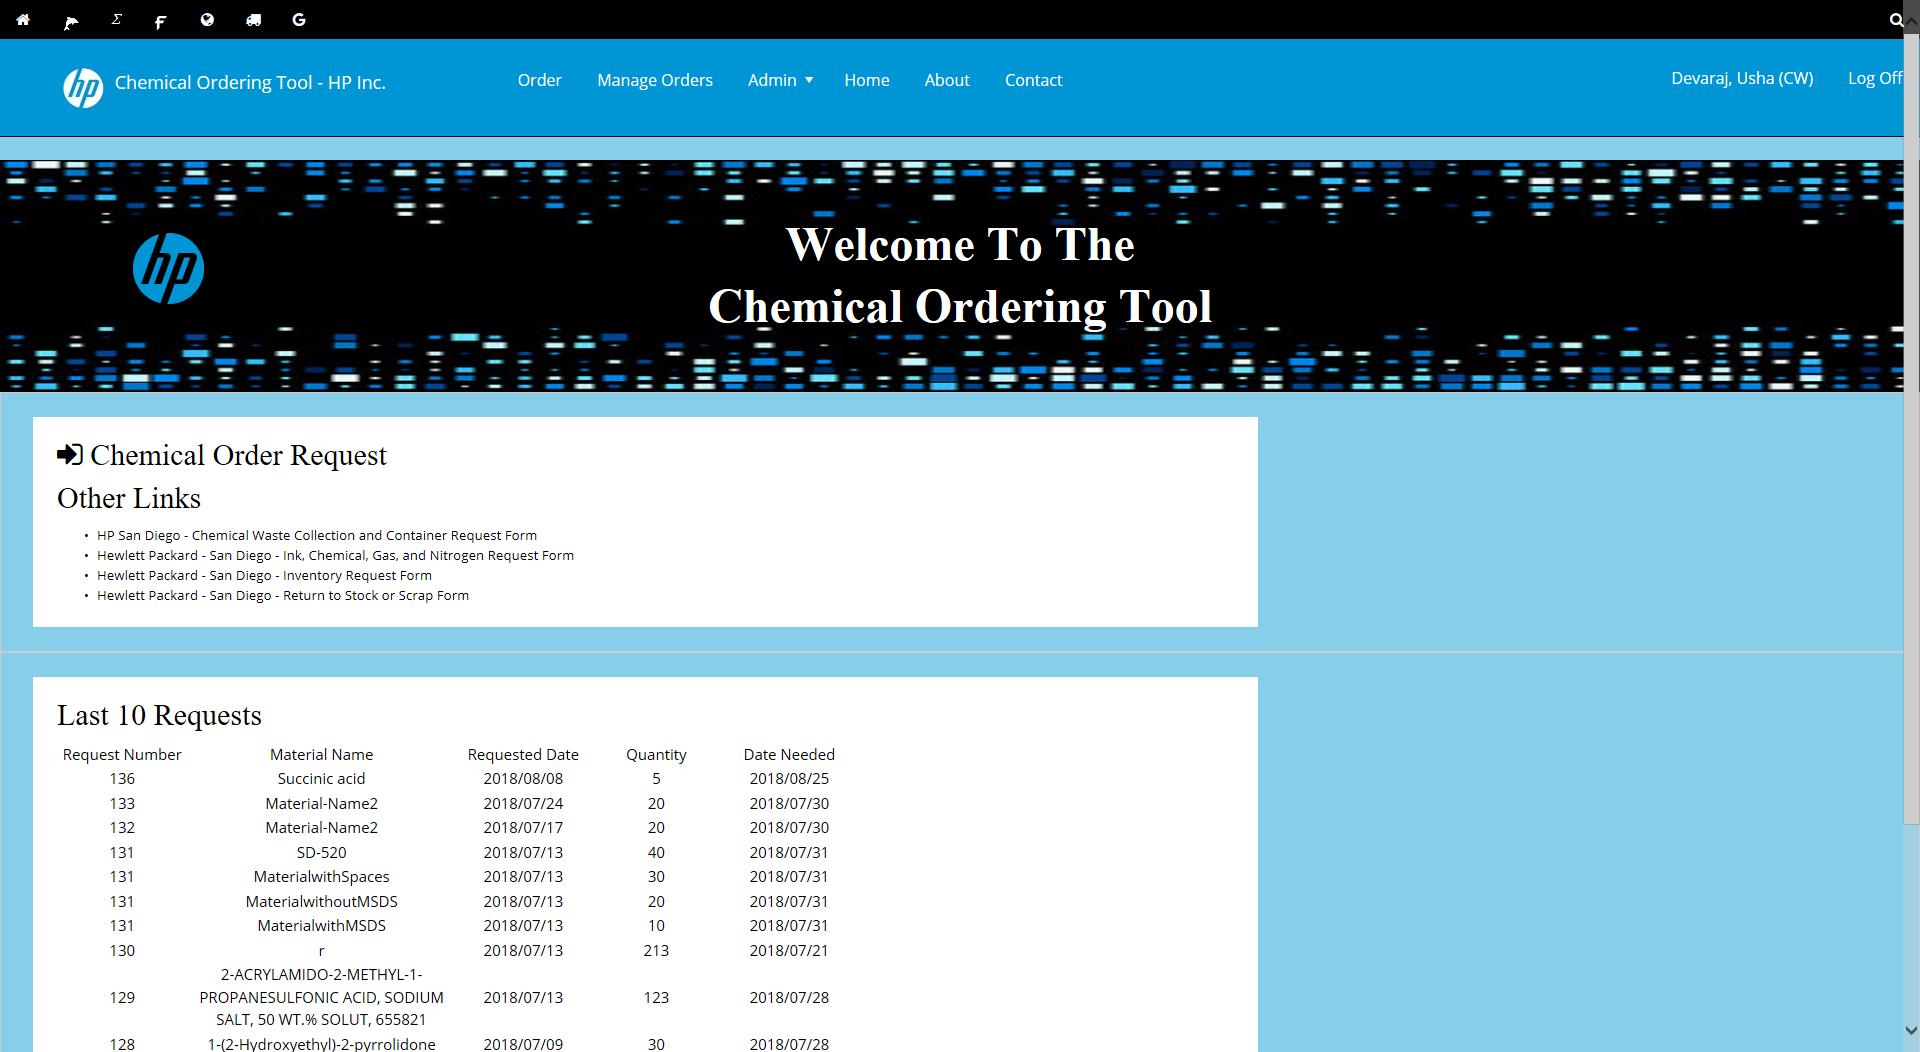 Σ F G
hp Chemical Ordering Tool - HP Inc. Order Manage Orders Admin Home About Contact Devaraj, Usha (CW) Log Off
Welcome To The
hp
Chemical Ordering Tool
Chemical Order Request
Other Links
• HP San Diego - Chemical Waste Collection and Container Request Form
• Hewlett Packard - San Diego - Ink, Chemical, Gas, and Nitrogen Request Form
• Hewlett Packard - San Diego - Inventory Request Form
• Hewlett Packard - San Diego - Return to Stock or Scrap Form
Last 10 Requests
Request Number Material Name Requested Date Quantity Date Needed
136 Succinic acid 2018/08/08 5 2018/08/25
133 Material-Name2 2018/07/24 20 2018/07/30
132 Material-Name2 2018/07/17 20 2018/07/30
131 SD-520 2018/07/13 40 2018/07/31
131 MaterialwithSpaces 2018/07/13 30 2018/07/31
131 MaterialwithoutMSDS 2018/07/13 20 2018/07/31
131 MaterialwithMSDS 2018/07/13 10 2018/07/31
130 r 2018/07/13 213 2018/07/21
2-ACRYLAMIDO-2-METHYL-1-
129 PROPANESULFONIC ACID, SODIUM 2018/07/13 123 2018/07/28
SALT, 50 WT.% SOLUT, 655821
128 1-(2-Hydroxyethyl)-2-pyrrolidone 2018/07/09 30 2018/07/28